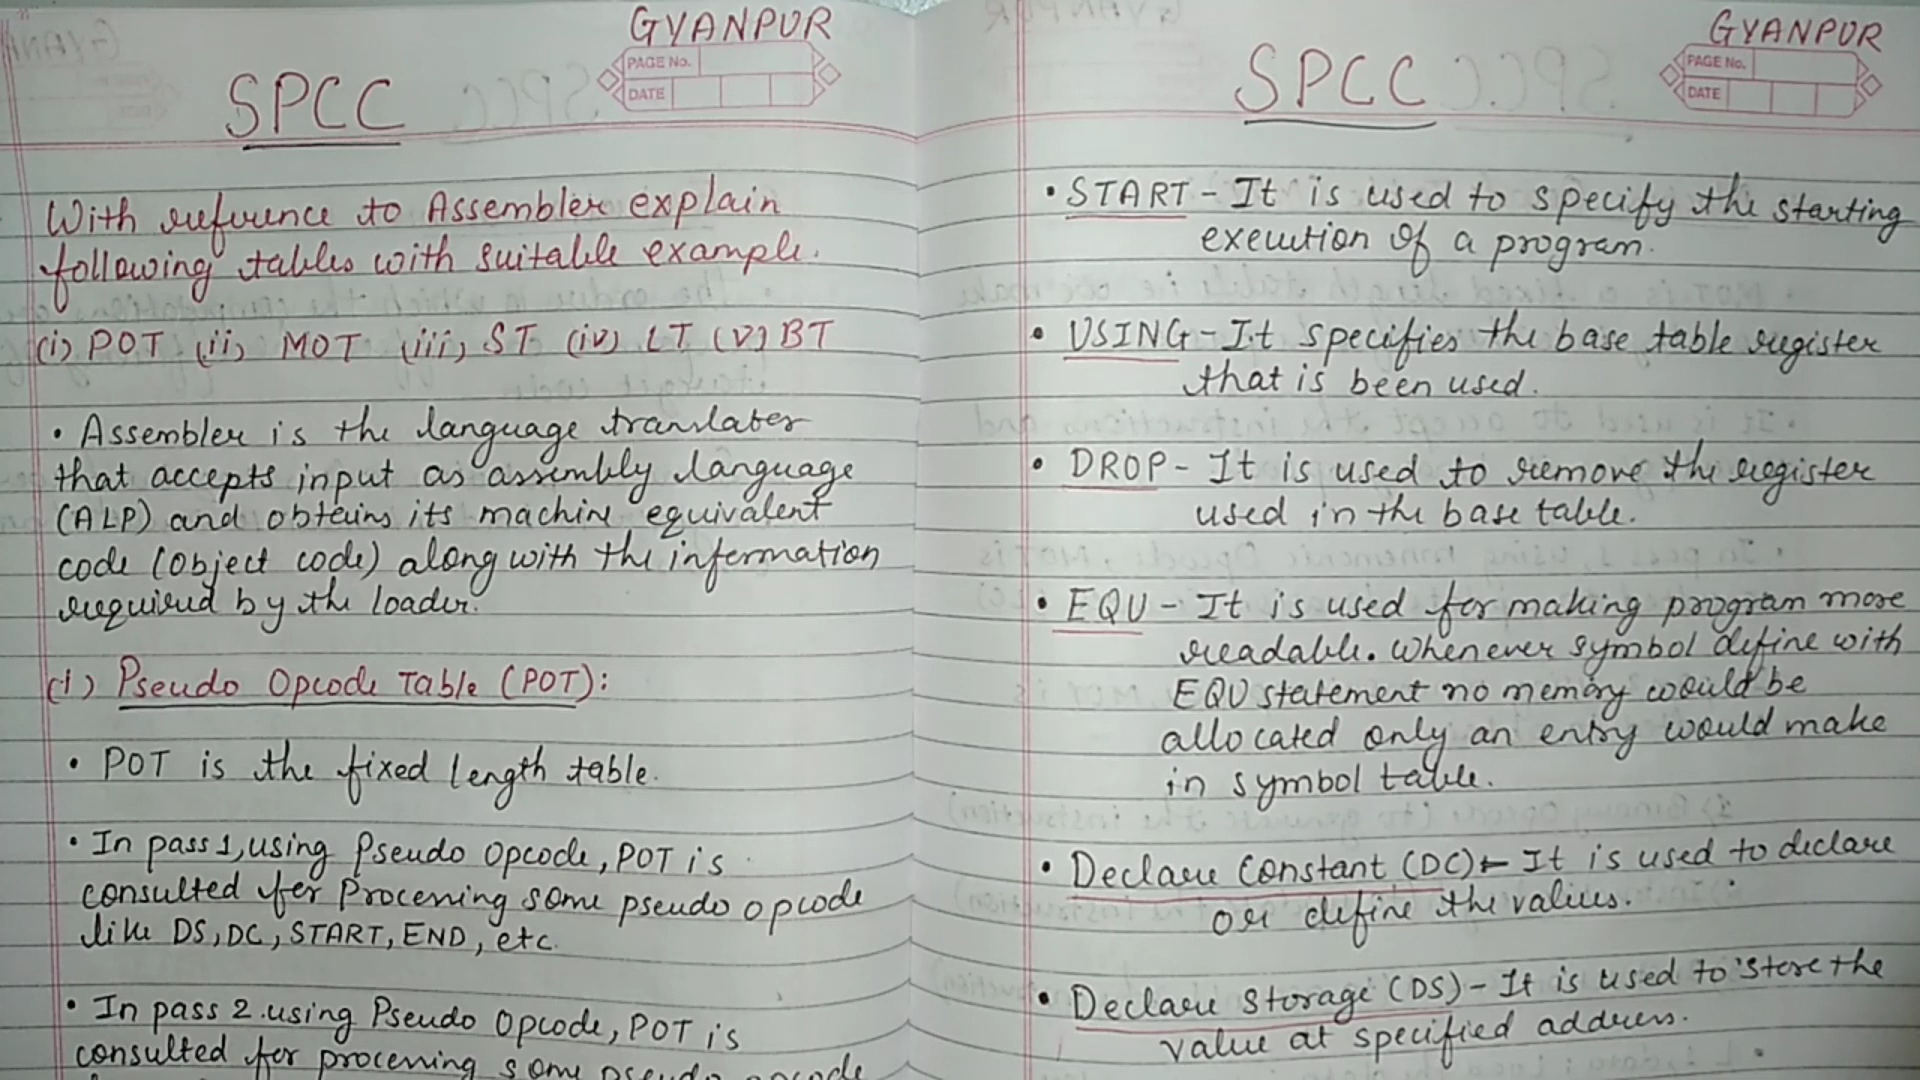 GYANPUR
PAGE No.
DATE
SPCC
With reference to Assembler explain
following tables with suitable example.
(i) POT (ii) MOT (iii) ST (iv) LT (V) BT
• Assembler is the language translater
that accepts input as assembly language
(ALP) and obtains its machine equivalent
code (object code) along with the information
required by the loader.
(i) Pseudo Opcode Table (POT):
• POT is the fixed length table.
• In pass 1, using Pseudo opcode, POT is
consulted for Processing some pseudo opcode
like DS, DC, START, END, etc.
• In pass 2 using Pseudo Opcode, POT is
consulted for processing some pseudo opcode
GYANPUR
PAGE No.
DATE
SPCC
• START - It is used to specify the starting
execution of a program.
• USING - It specifies the base table register
that is been used.
• DROP - It is used to remove the register
used in the base table.
• EQU - It is used for making program more
readable. Whenever symbol define with
EQU statement no memory would be
allocated only an entry would make
in symbol table.
• Declare Constant (DC) - It is used to declare
or define the values.
• Declare Storage (DS) - It is used to store the
value at specified address.